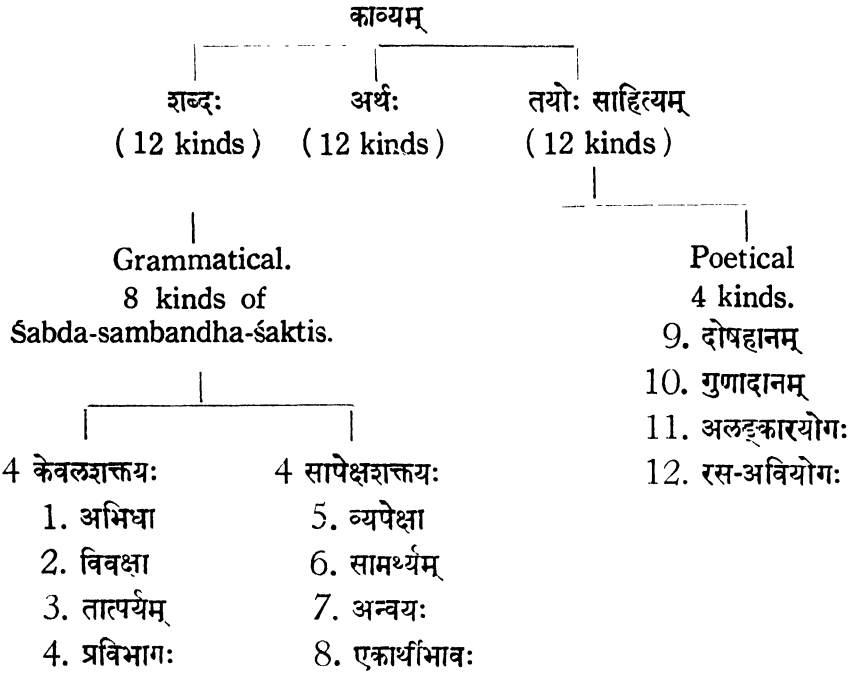 काव्यम्
शब्दः अर्थः तयोः साहित्यम्
( 12 kinds ) ( 12 kinds ) ( 12 kinds )
Grammatical. Poetical
8 kinds of 4 kinds.
Śabda-sambandha-śaktis. 9. दोषहानम्
10. गुणादानम्
11. अलङ्कारयोगः
4 केवलशक्तयः 4 सापेक्षशक्तयः 12. रस-अवियोगः
1. अभिधा 5. व्यपेक्षा
2. विवक्षा 6. सामर्थ्यम्
3. तात्पर्यम् 7. अन्वयः
4. प्रविभागः 8. एकार्थीभावः